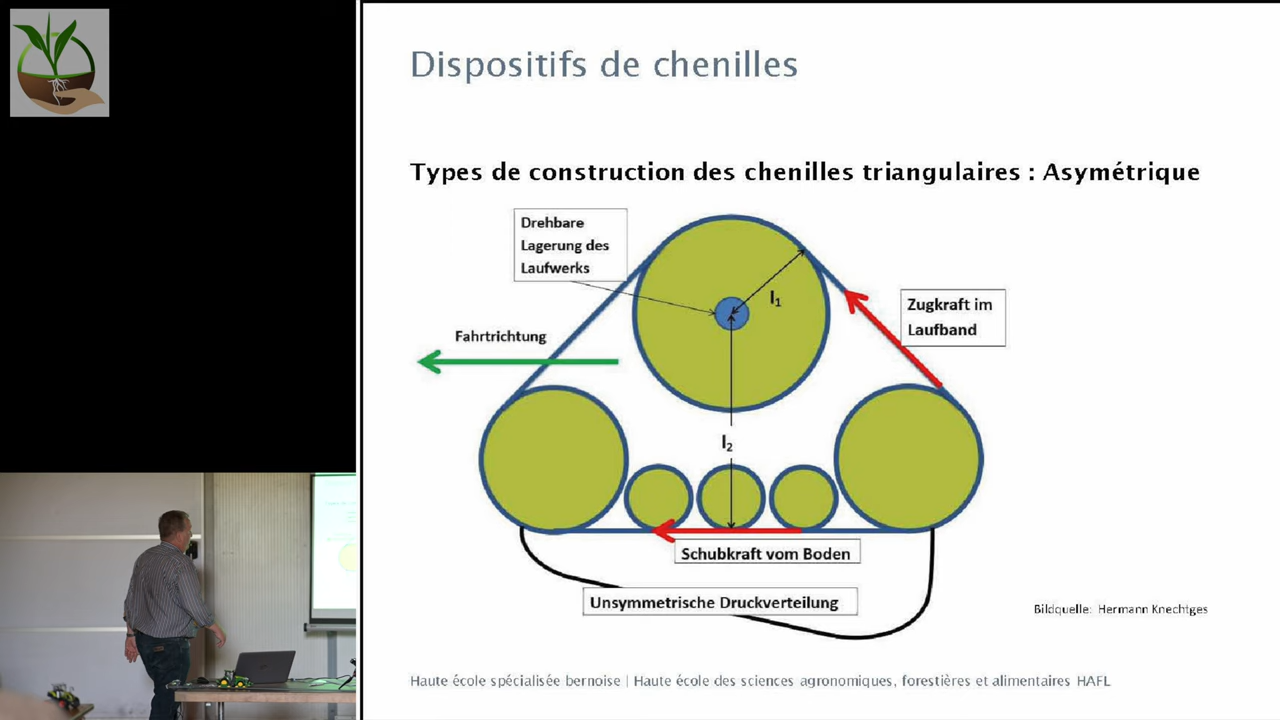 Dispositifs de chenilles
Types de construction des chenilles triangulaires : Asymétrique
Drehbare
Lagerung des
Laufwerks
l1
Zugkraft im
Laufband
Fahrtrichtung
l2
Schubkraft vom Boden
Unsymmetrische Druckverteilung
Bildquelle: Hermann Knechtges
Haute école spécialisée bernoise | Haute école des sciences agronomiques, forestières et alimentaires HAFL